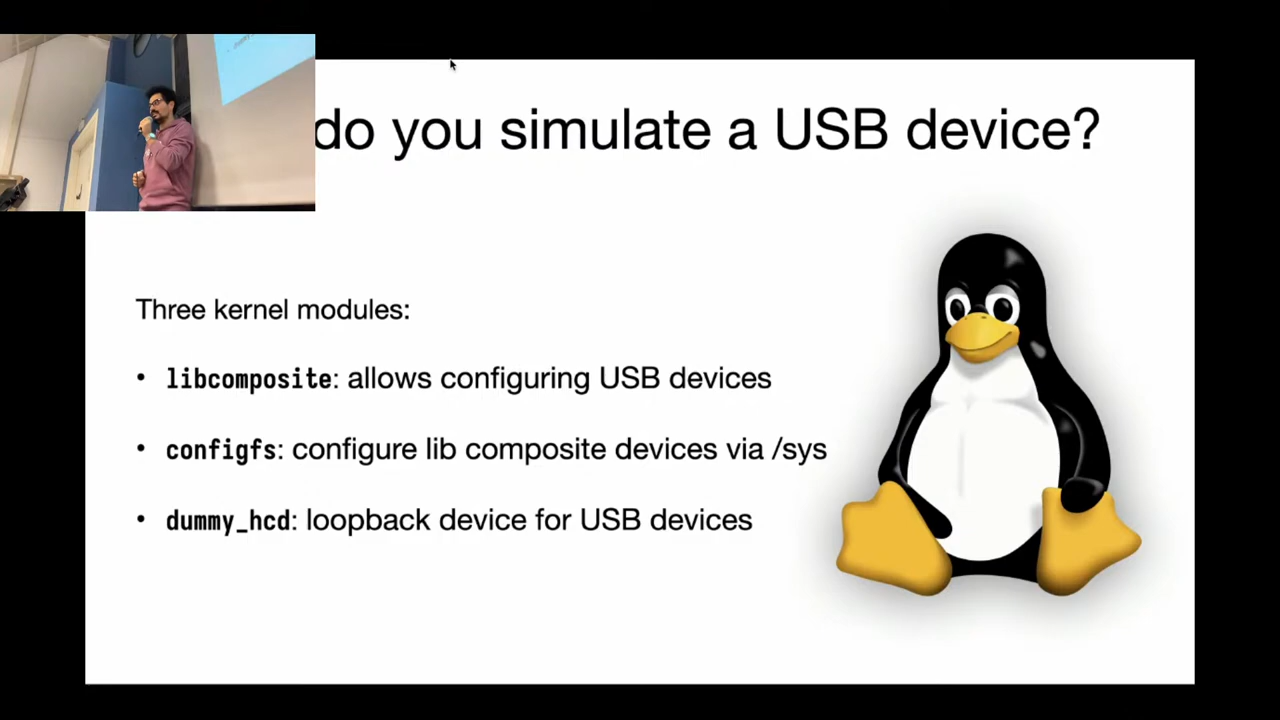 do you simulate a USB device?
Three kernel modules:
• libcomposite: allows configuring USB devices
• configfs: configure lib composite devices via /sys
• dummy_hcd: loopback device for USB devices